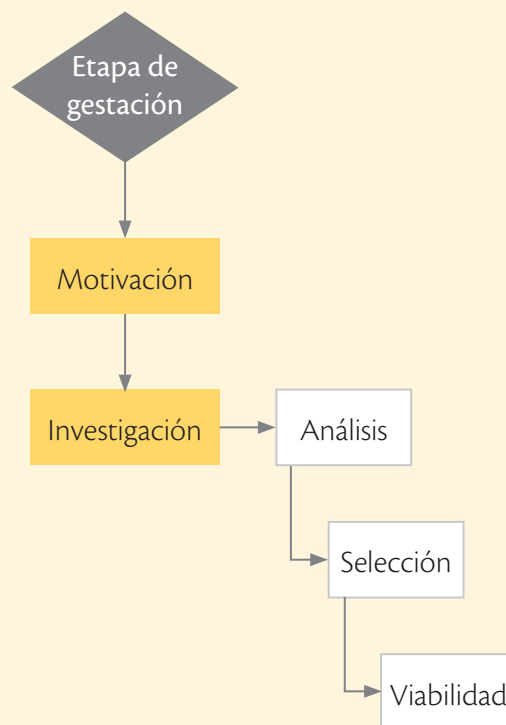 Etapa de
gestación
Motivación
Investigación
Análisis
Selección
Viabilidad